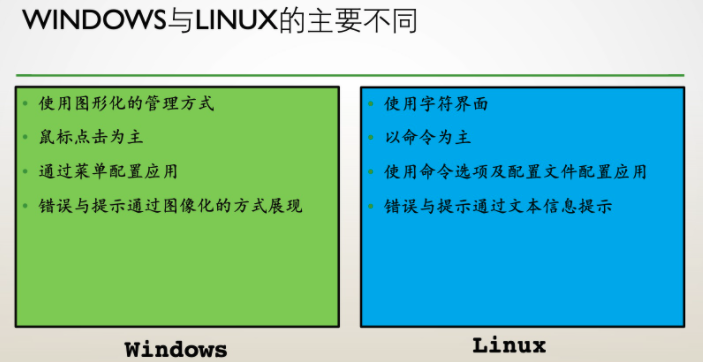 WINDOWS与LINUX的主要不同
• 使用图形化的管理方式
• 鼠标点击为主
• 通过菜单配置应用
• 错误与提示通过图像化的方式展现
Windows
• 使用字符界面
• 以命令为主
• 使用命令选项及配置文件配置应用
• 错误与提示通过文本信息提示
Linux